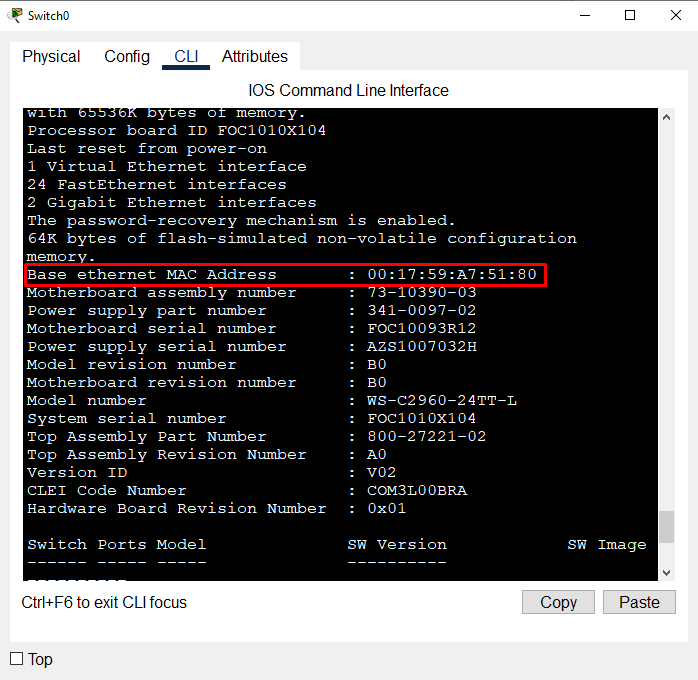 Switch0
Physical Config CLI Attributes
IOS Command Line Interface
with 65536K bytes of memory.
Processor board ID FOC1010X104
Last reset from power-on
1 Virtual Ethernet interface
24 FastEthernet interfaces
2 Gigabit Ethernet interfaces
The password-recovery mechanism is enabled.
64K bytes of flash-simulated non-volatile configuration
memory.
Base ethernet MAC Address : 00:17:59:A7:51:80
Motherboard assembly number : 73-10390-03
Power supply part number : 341-0097-02
Motherboard serial number : FOC10093R12
Power supply serial number : AZS1007032H
Model revision number : B0
Motherboard revision number : B0
Model number : WS-C2960-24TT-L
System serial number : FOC1010X104
Top Assembly Part Number : 800-27221-02
Top Assembly Revision Number : A0
Version ID : V02
CLEI Code Number : COM3L00BRA
Hardware Board Revision Number : 0x01
Switch Ports Model SW Version SW Image
------ ----- ----- ---------- ----------
Ctrl+F6 to exit CLI focus
Copy Paste
Top